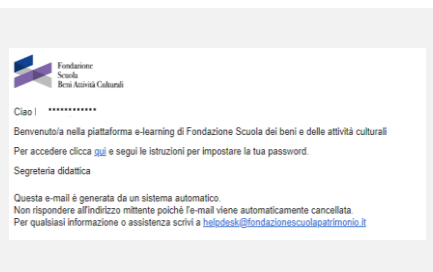 Fondazione
Scuola
Beni Attività Culturali
Ciao | ************
Benvenuto/a nella piattaforma e-learning di Fondazione Scuola dei beni e delle attività culturali
Per accedere clicca qui e segui le istruzioni per impostare la tua password.
Segreteria didattica
Questa e-mail è generata da un sistema automatico.
Non rispondere all'indirizzo mittente poichè l'e-mail viene automaticamente cancellata.
Per qualsiasi informazione o assistenza scrivi a helpdesk@fondazionescuolapatrimonio.it